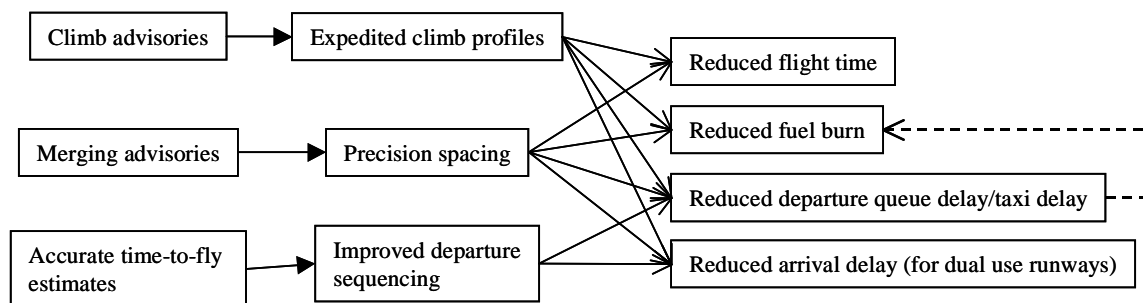 Climb advisories
Expedited climb profiles
Reduced flight time
Reduced fuel burn
Merging advisories
Precision spacing
Reduced departure queue delay/taxi delay
Accurate time-to-fly
estimates
Improved departure
sequencing
Reduced arrival delay (for dual use runways)